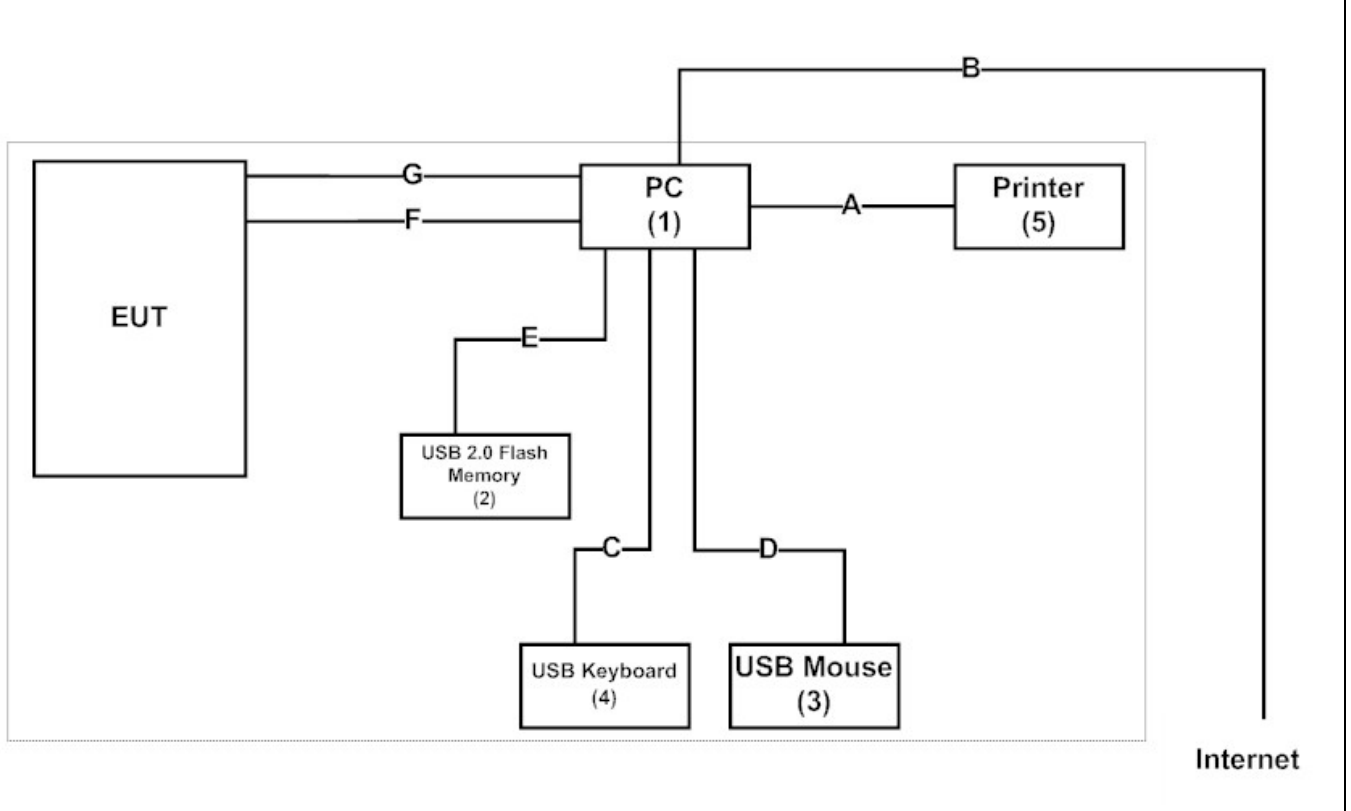 B
G
PC
(1)
A
Printer
(5)
F
EUT
E
USB 2.0 Flash
Memory
(2)
C
D
USB Keyboard
(4)
USB Mouse
(3)
Internet